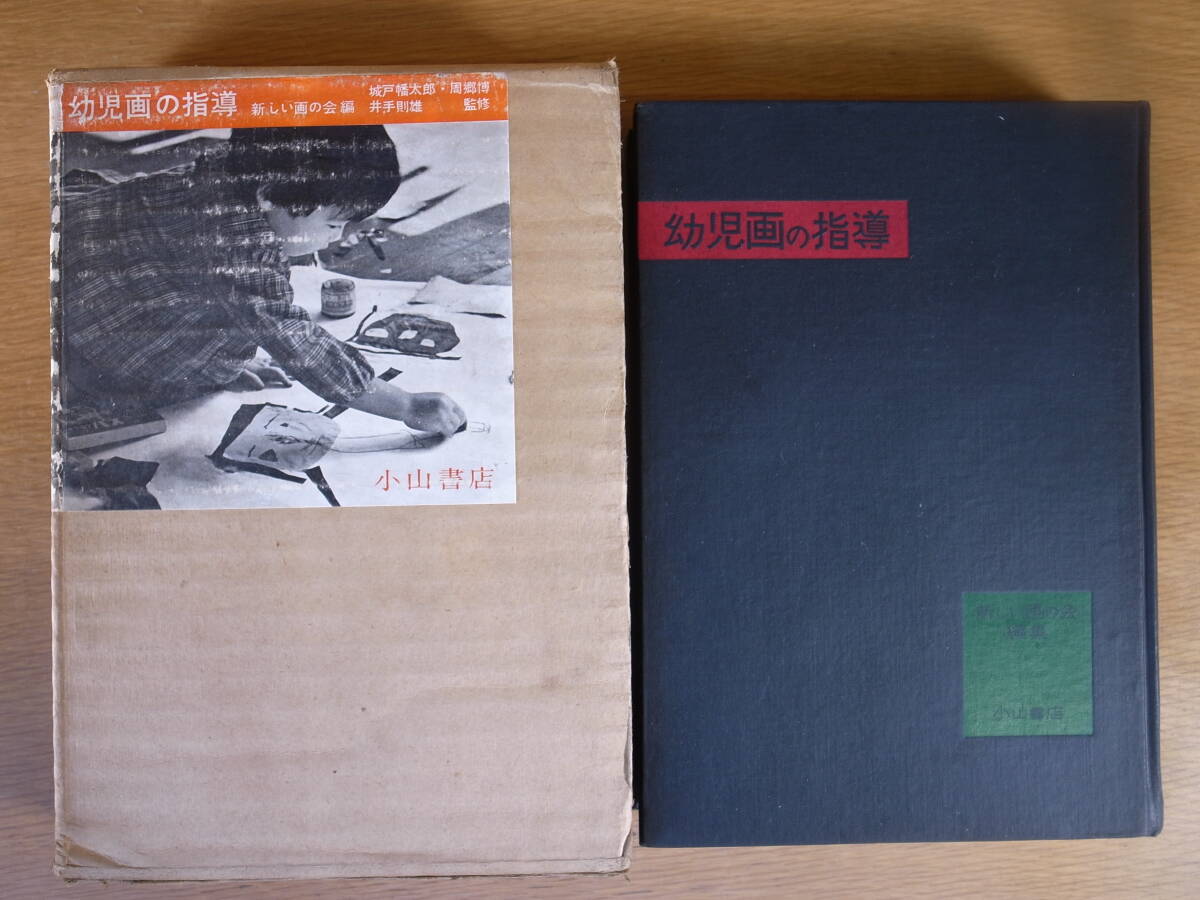 幼児画の指導 新しい画の会編
城戸幡太郎・周郷博
井手則雄 監修
小山書店
幼児画の指導
新しい画の会
編集
小山書店